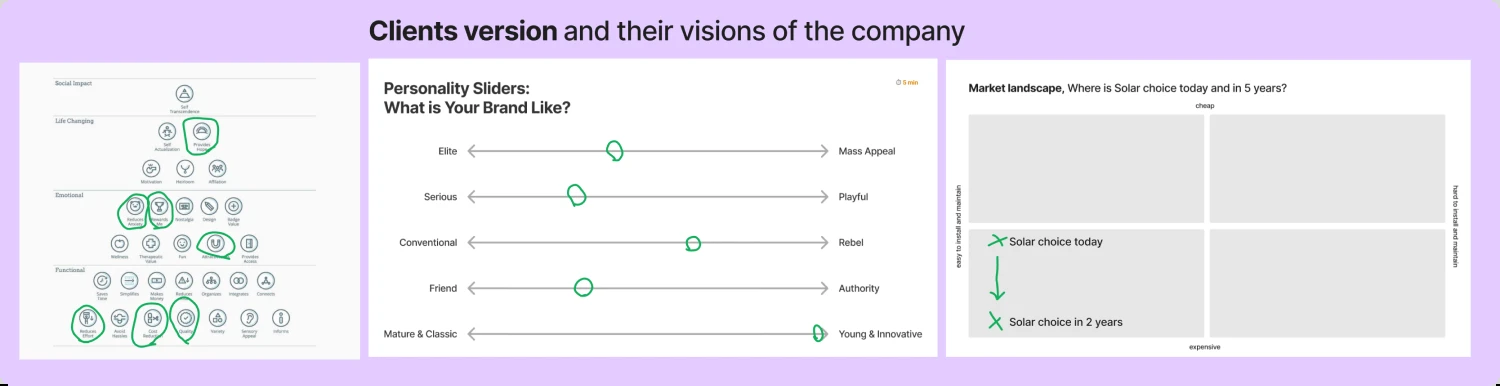 Clients version and their visions of the company
Social Impact
Self
Transcendence
Life Changing
Self
Actualization
Provides
Motivation
Heirloom
Affiliation
Emotional
Reduces
Anxiety
Rewards
Me
Nostalgia
Design
Badge
Value
Wellness
Therapeutic
Value
Fun
Provides
Access
Functional
Saves
Time
Simplifies
Makes
Money
Reduces
Organizes
Integrates
Connects
Reduces
Effort
Avoid
Hassles
Cost
Quality
Variety
Sensory
Appeal
Informs
Personality Sliders:
What is Your Brand Like?
5 min
Elite
Mass Appeal
Serious
Playful
Conventional
Rebel
Friend
Authority
Mature & Classic
Young & Innovative
Market landscape, Where is Solar choice today and in 5 years?
cheap
easy to install and maintain
hard to install and maintain
Solar choice today
Solar choice in 2 years
expensive